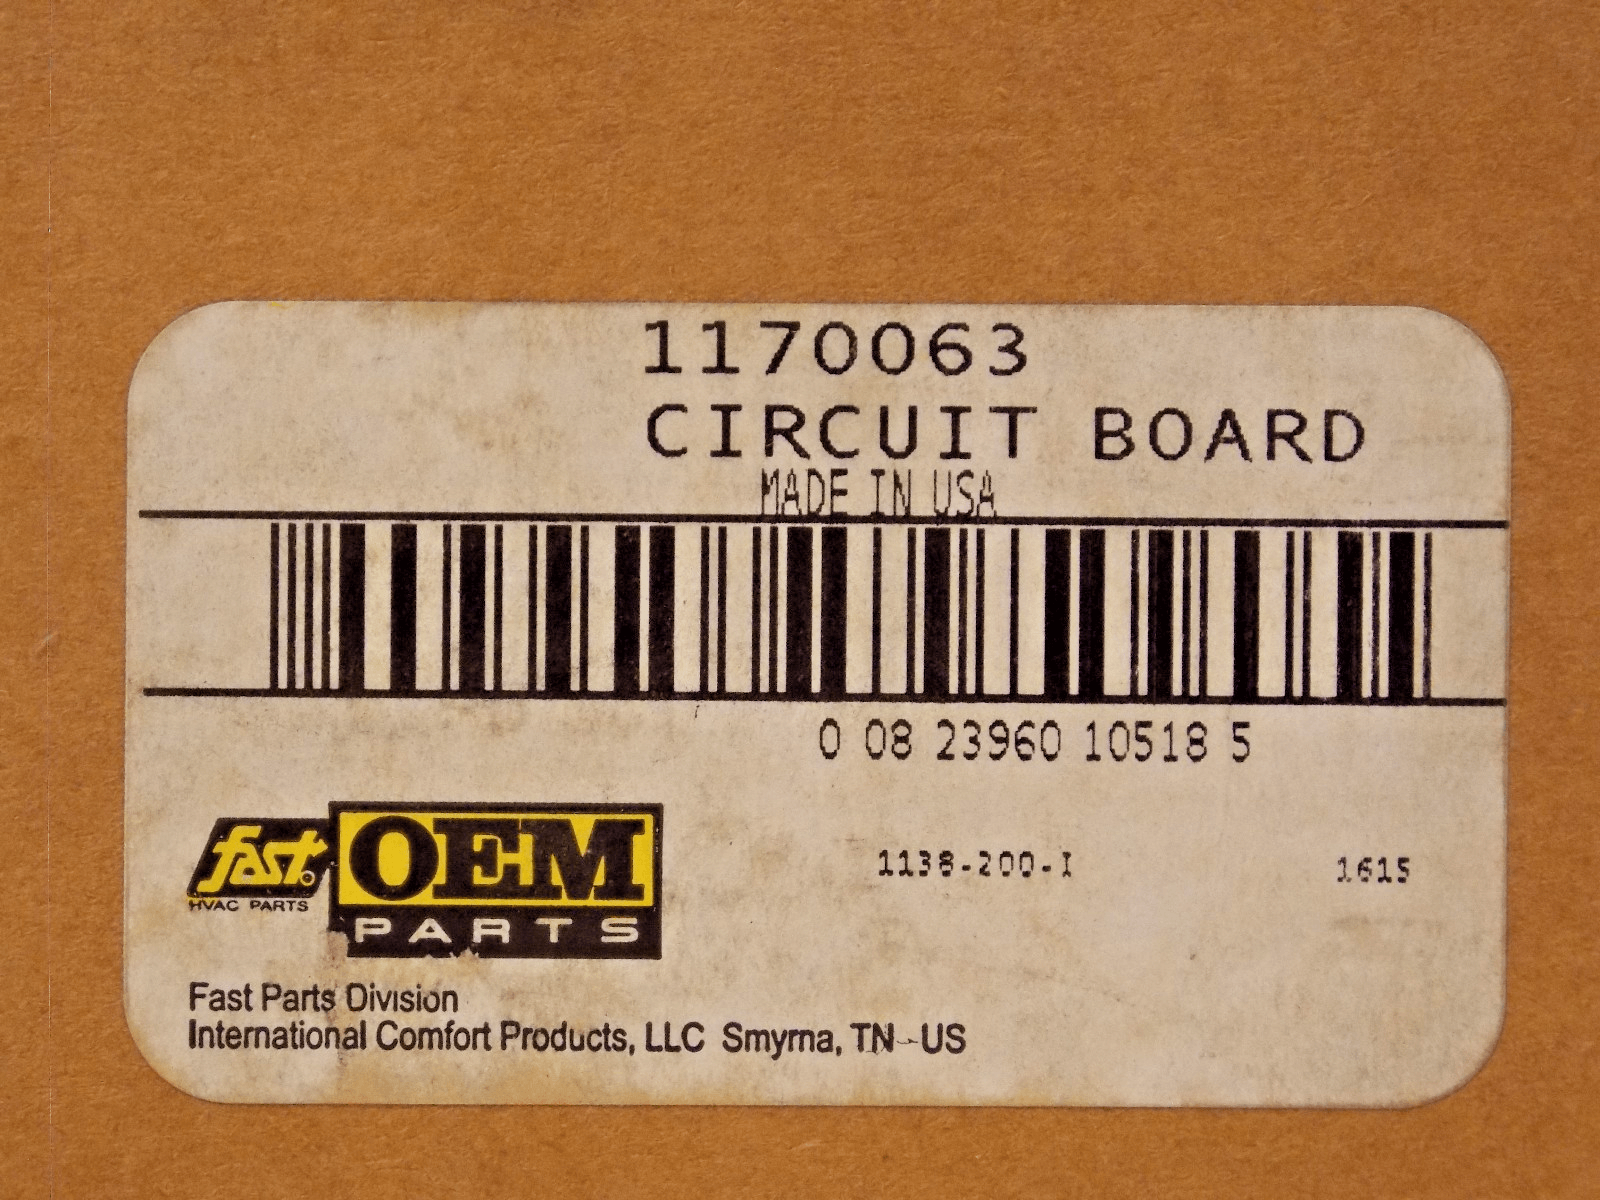 1170063
CIRCUIT BOARD
MADE IN USA
0 08 23960 10518 5
fast.
HVAC PARTS
OEM
PARTS
1138-200-I
1615
Fast Parts Division
International Comfort Products, LLC Smyrna, TN US